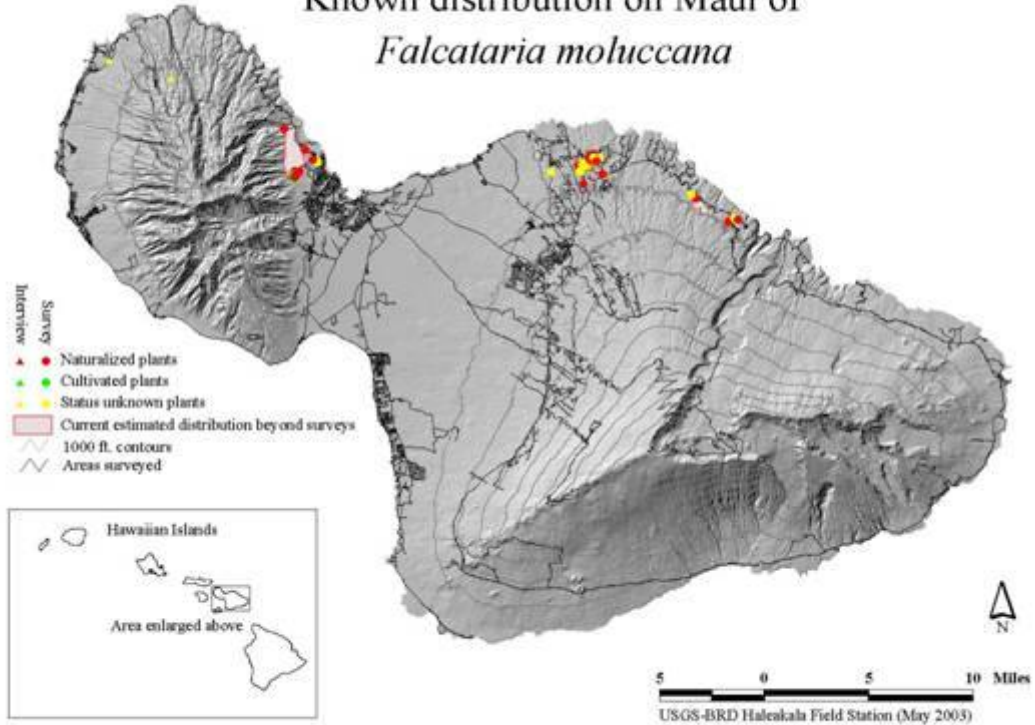 Known distribution on Maui of
Falcataria moluccana
Interview
Survey
Naturalized plants
Cultivated plants
Status unknown plants
Current estimated distribution beyond surveys
1000 ft. contours
Areas surveyed
Hawaiian Islands
Area enlarged above
N
5 0 5 10 Miles
USGS-BRD Haleakala Field Station (May 2003)